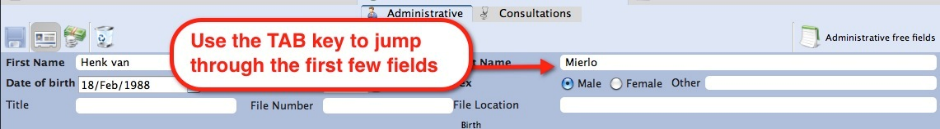 Administrative Consultations
Administrative free fields
Use the TAB key to jump
through the first few fields
First Name Henk van Name Mierlo
Date of birth 18/Feb/1988 ex Male Female Other
Title File Number File Location
Birth